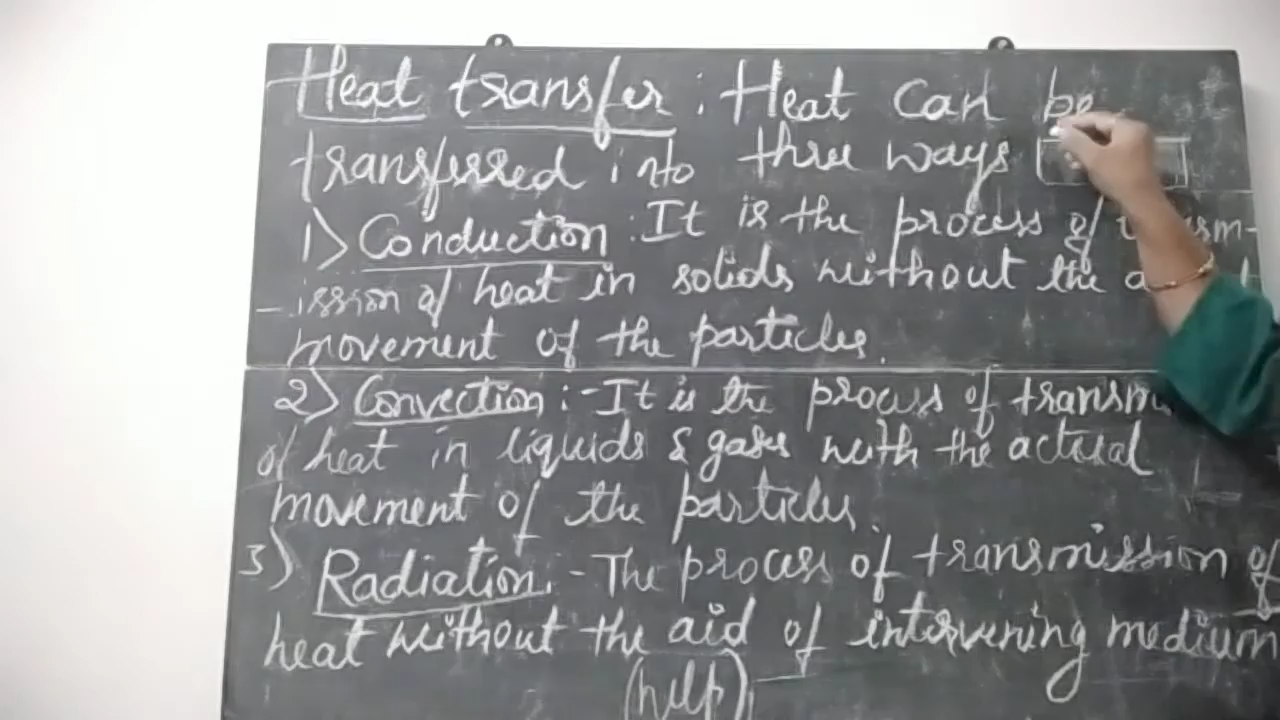 Heat transfer : Heat can be
transferred into three ways
1) Conduction : It is the process of
-ission of heat in solids without the
movement of the particles.
2) Convection :- It is the process of
of heat in liquids & gases with the actual
movement of the particles.
3) Radiation. - The process of transmission of
heat without the aid of intervening medium
(help)